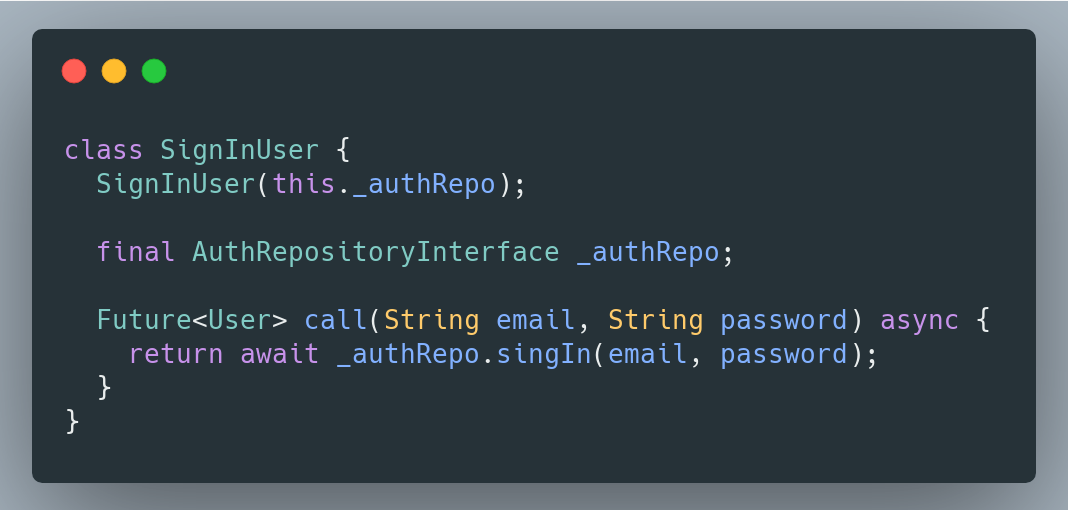 class SignInUser {
  SignInUser(this._authRepo);

  final AuthRepositoryInterface _authRepo;

  Future<User> call(String email, String password) async {
    return await _authRepo.singIn(email, password);
  }
}